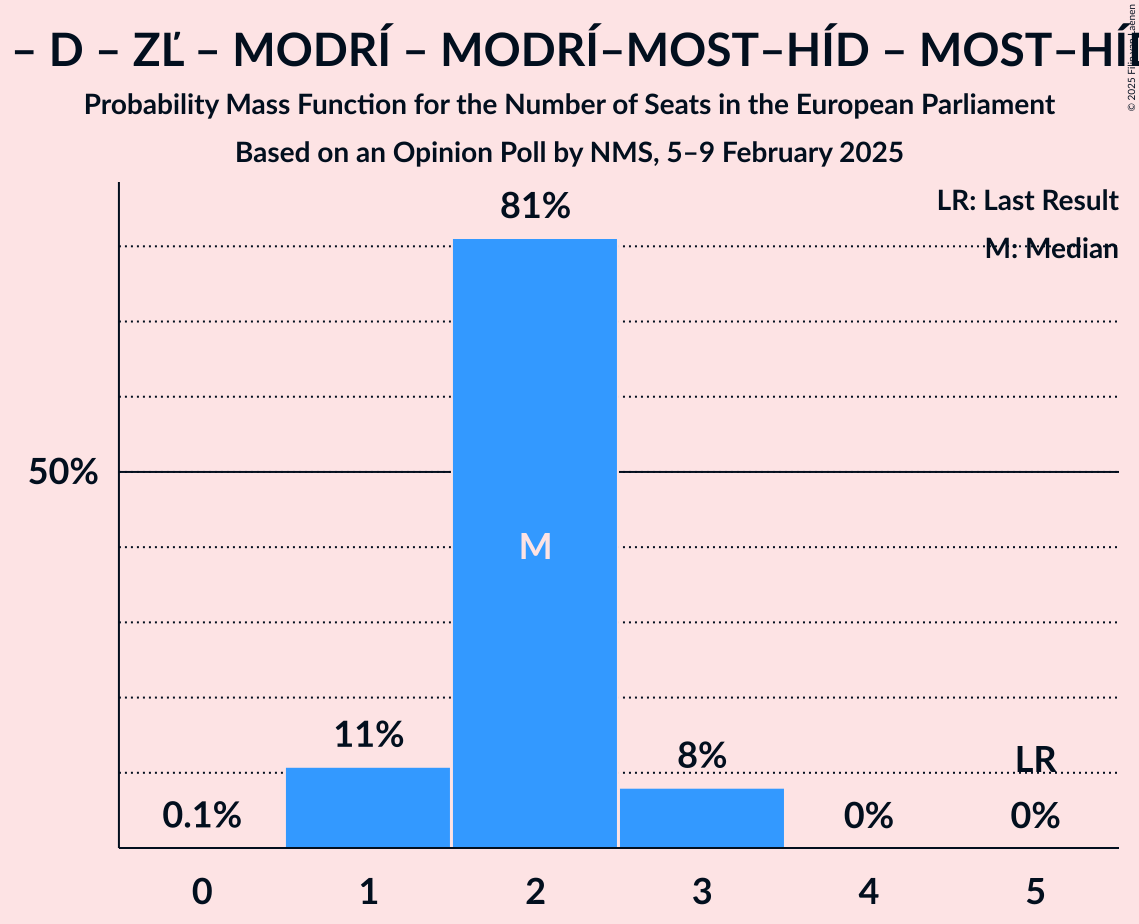 – D – ZĽ – MODRÍ – MODRÍ–MOST–HÍD – MOST–HÍD
Probability Mass Function for the Number of Seats in the European Parliament
Based on an Opinion Poll by NMS, 5–9 February 2025
LR: Last Result
M: Median
81%
50%
M
11%
8%
LR
0.1%
0%
0%
0
1
2
3
4
5